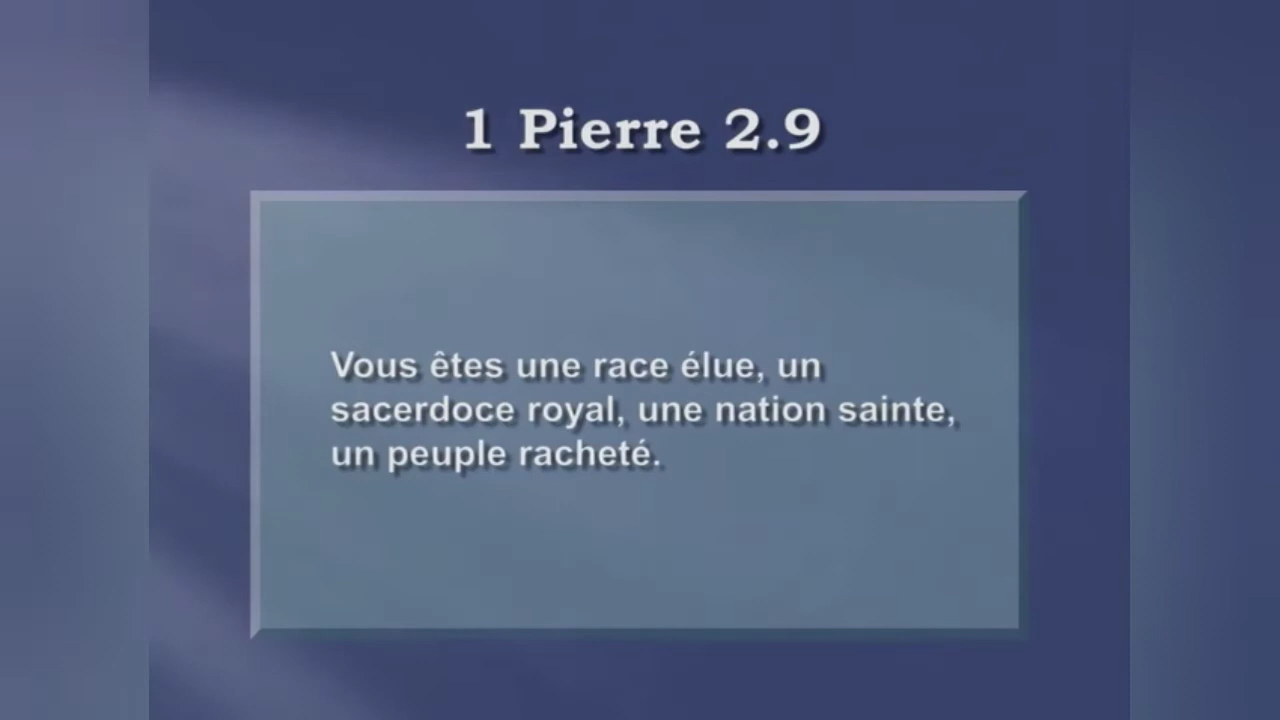 1 Pierre 2.9
Vous êtes une race élue, un
sacerdoce royal, une nation sainte,
un peuple racheté.